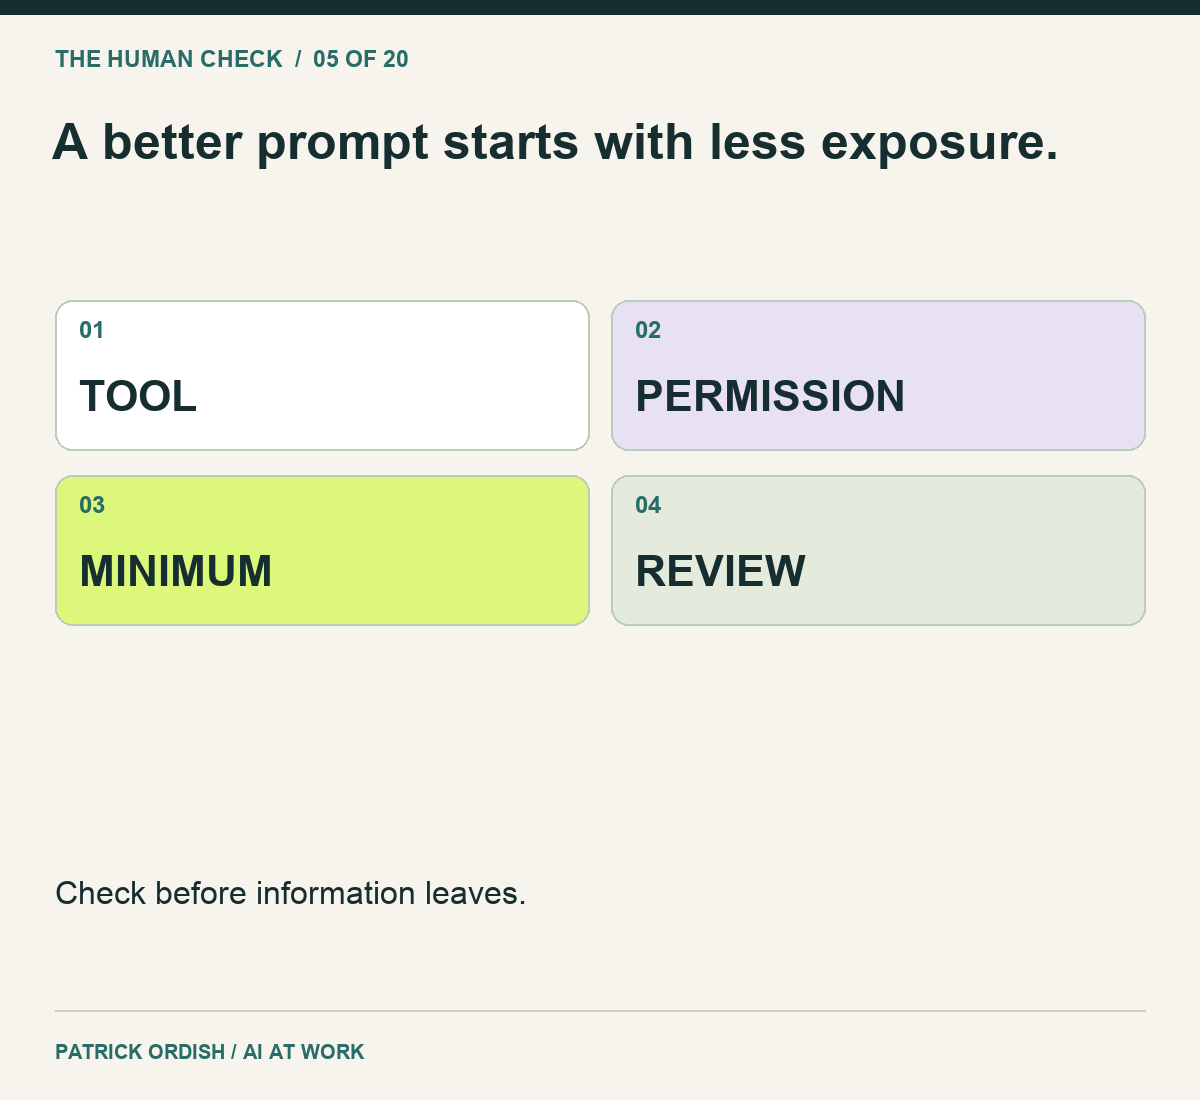 THE HUMAN CHECK / 05 OF 20
A better prompt starts with less exposure.
01
TOOL
02
PERMISSION
03
MINIMUM
04
REVIEW
Check before information leaves.
PATRICK ORDISH / AI AT WORK